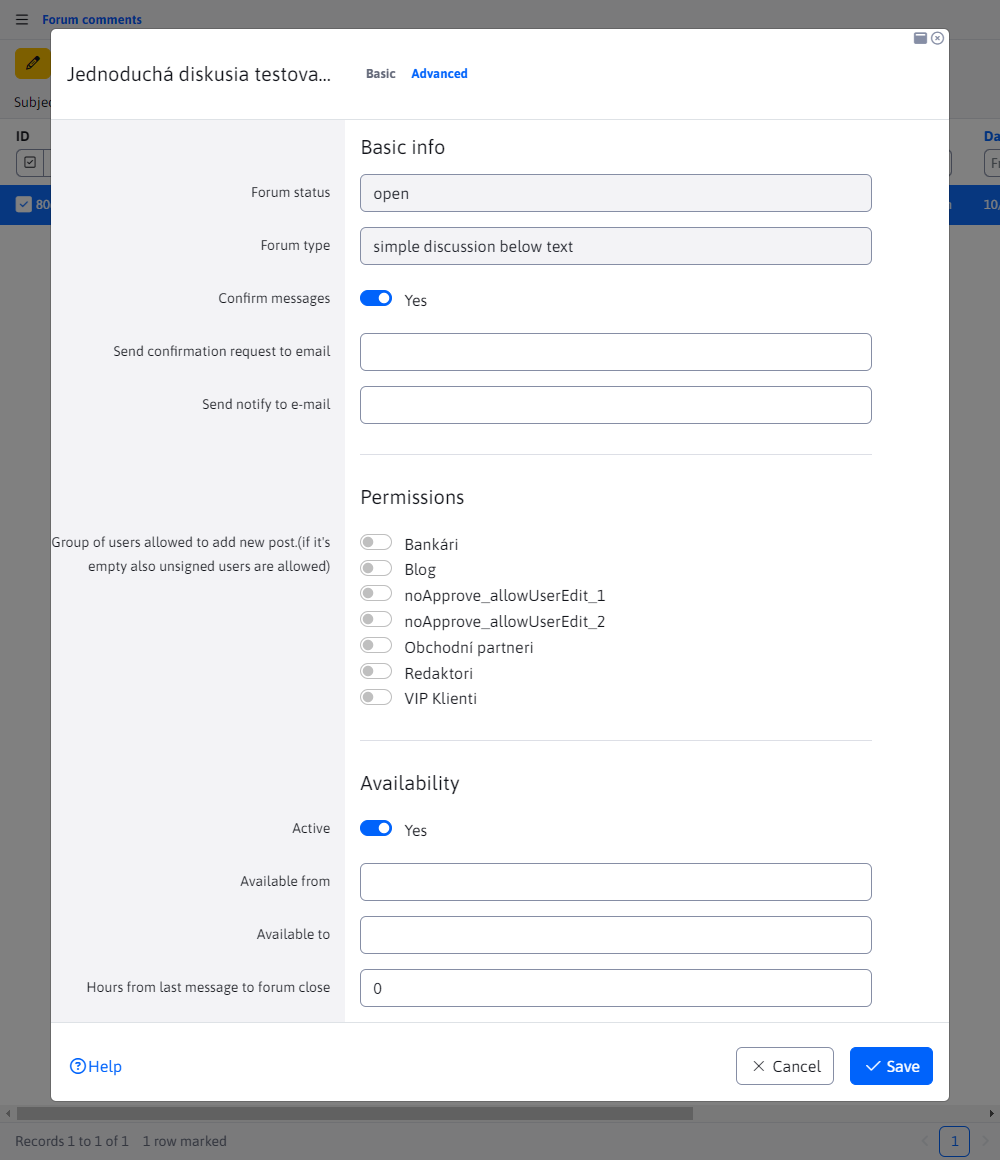 Forum comments
Jednoduchá diskusia testova...
Basic
Advanced
ID
Basic info
Forum status
open
Forum type
simple discussion below text
Confirm messages
Yes
Send confirmation request to email
Send notify to e-mail
Permissions
Group of users allowed to add new post.(if it's
empty also unsigned users are allowed)
Bankári
Blog
noApprove_allowUserEdit_1
noApprove_allowUserEdit_2
Obchodní partneri
Redaktori
VIP Klienti
Availability
Active
Yes
Available from
Available to
Hours from last message to forum close
0
Help
Cancel
Save
Records 1 to 1 of 1
1 row marked
1